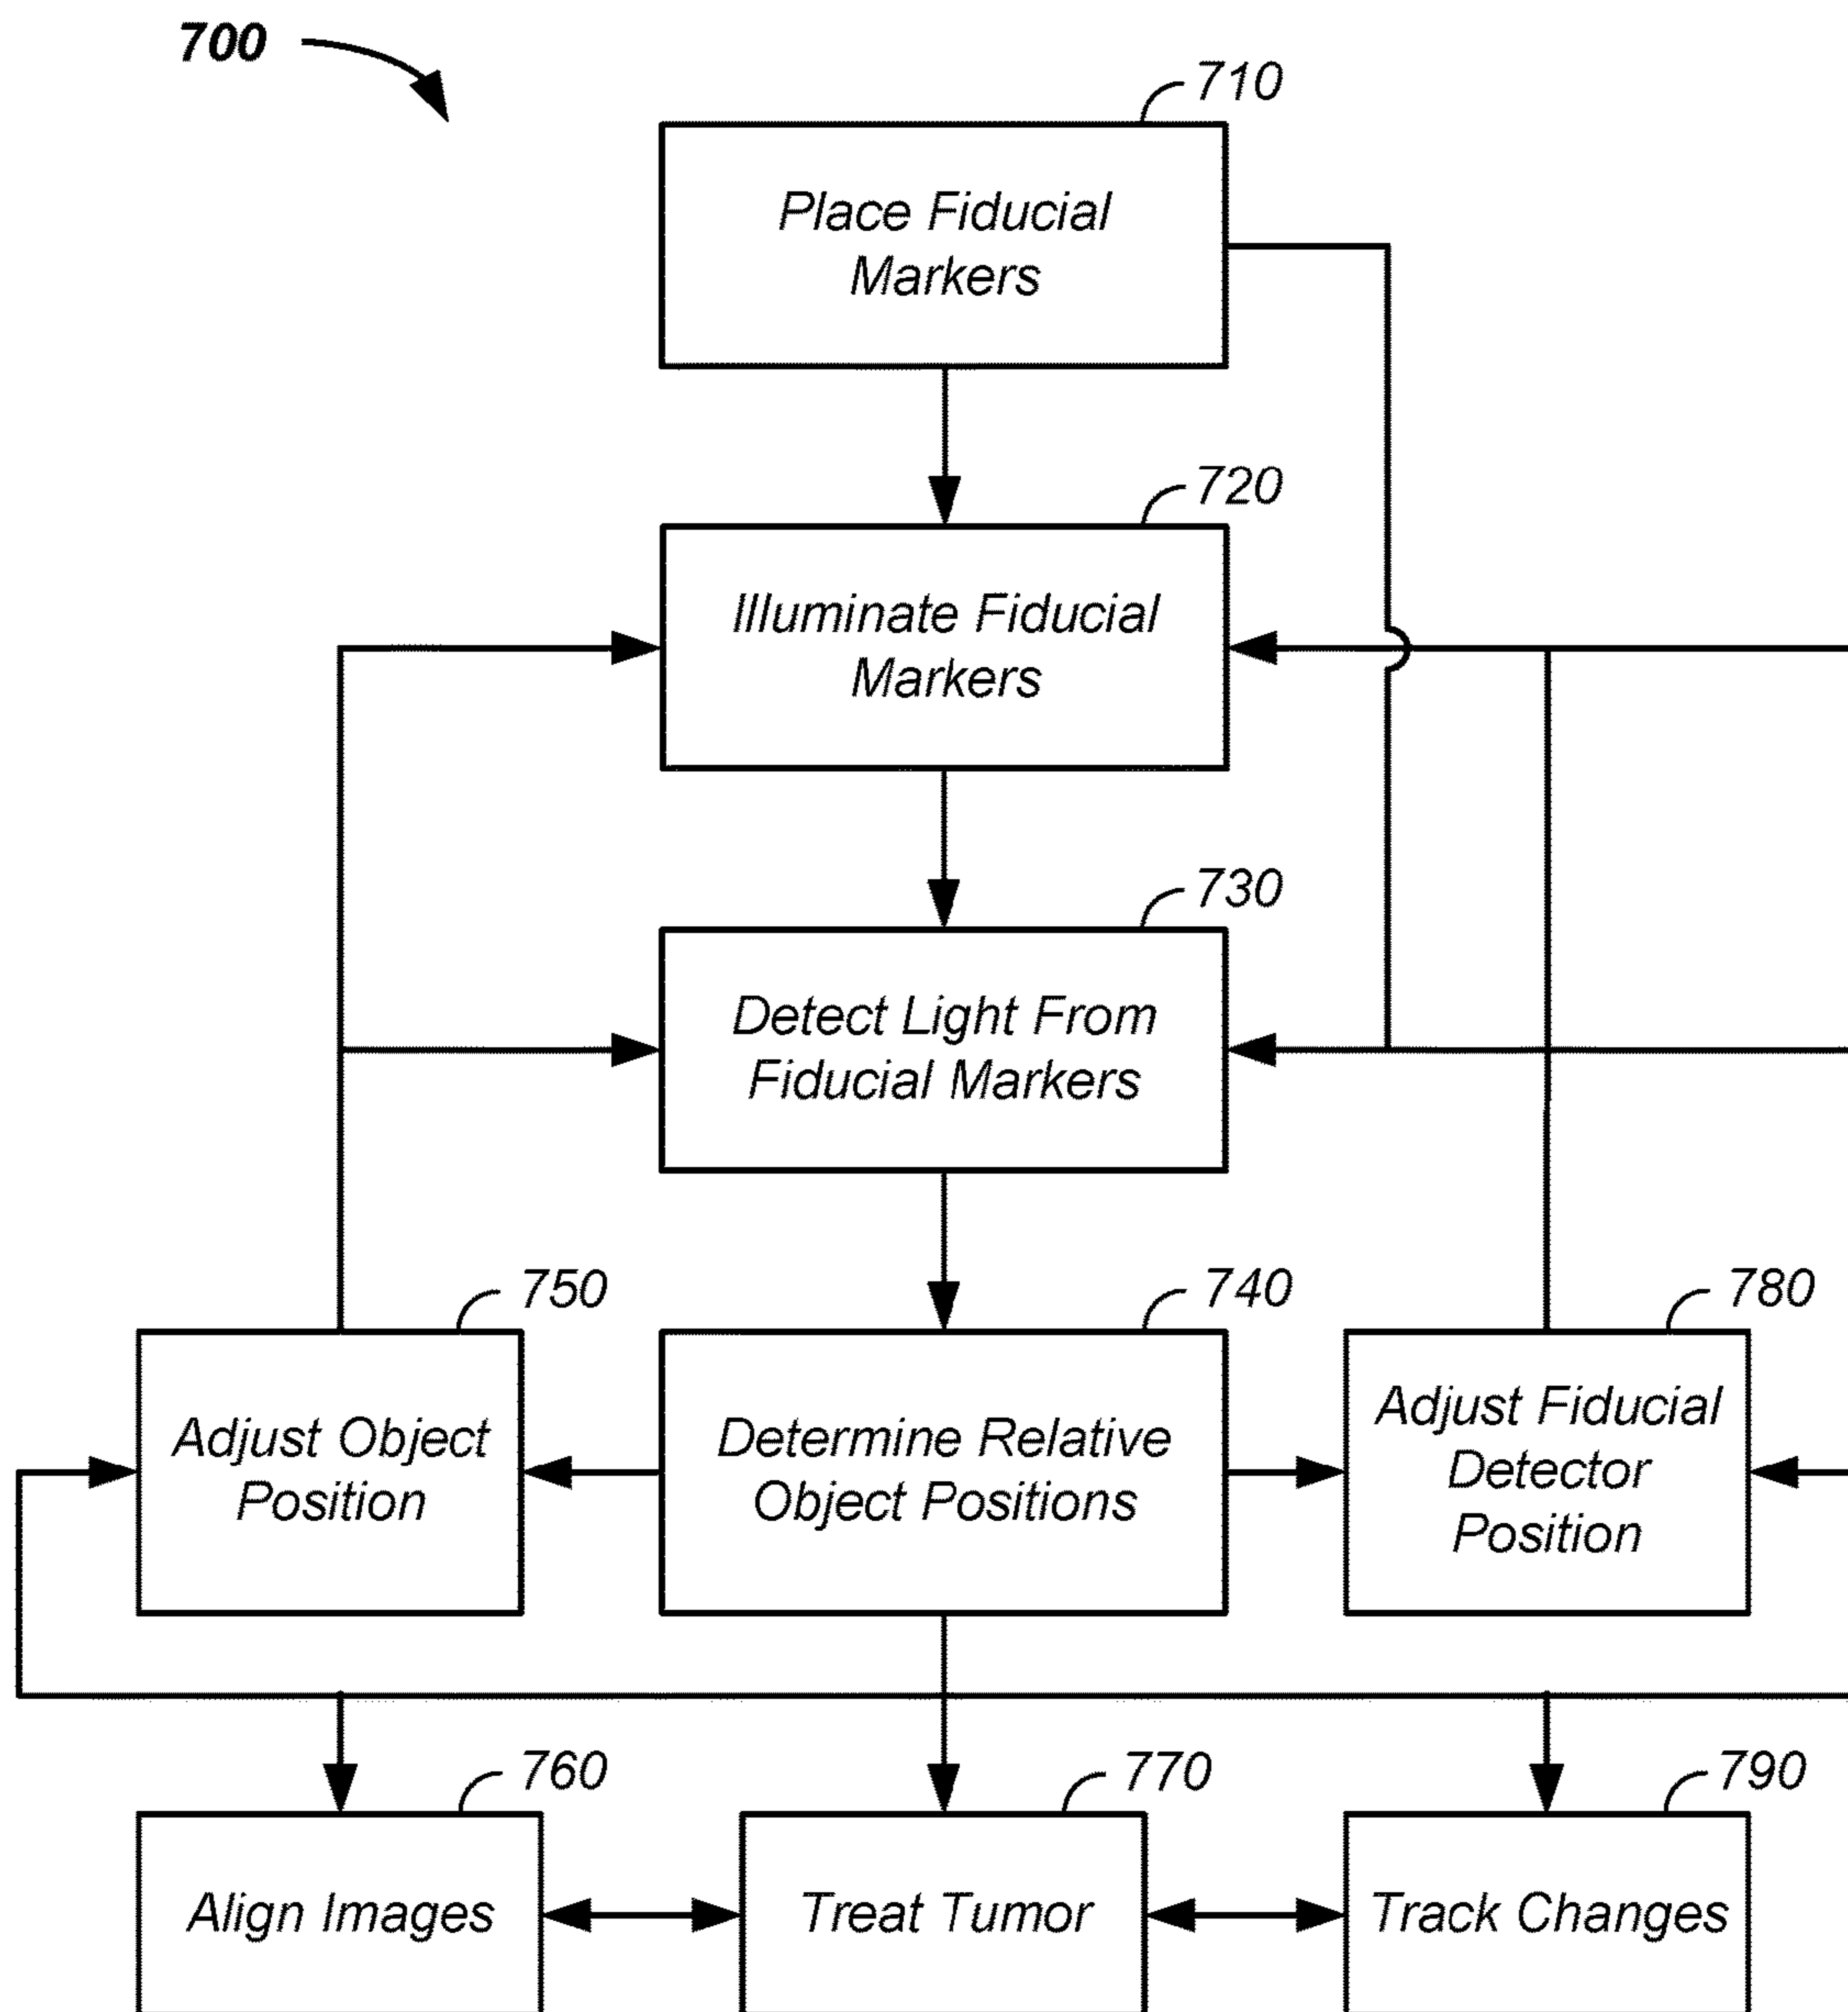 700
710
Place Fiducial
Markers
720
Illuminate Fiducial
Markers
730
Detect Light From
Fiducial Markers
750
740
780
Adjust Object
Position
Determine Relative
Object Positions
Adjust Fiducial
Detector
Position
760
770
790
Align Images
Treat Tumor
Track Changes